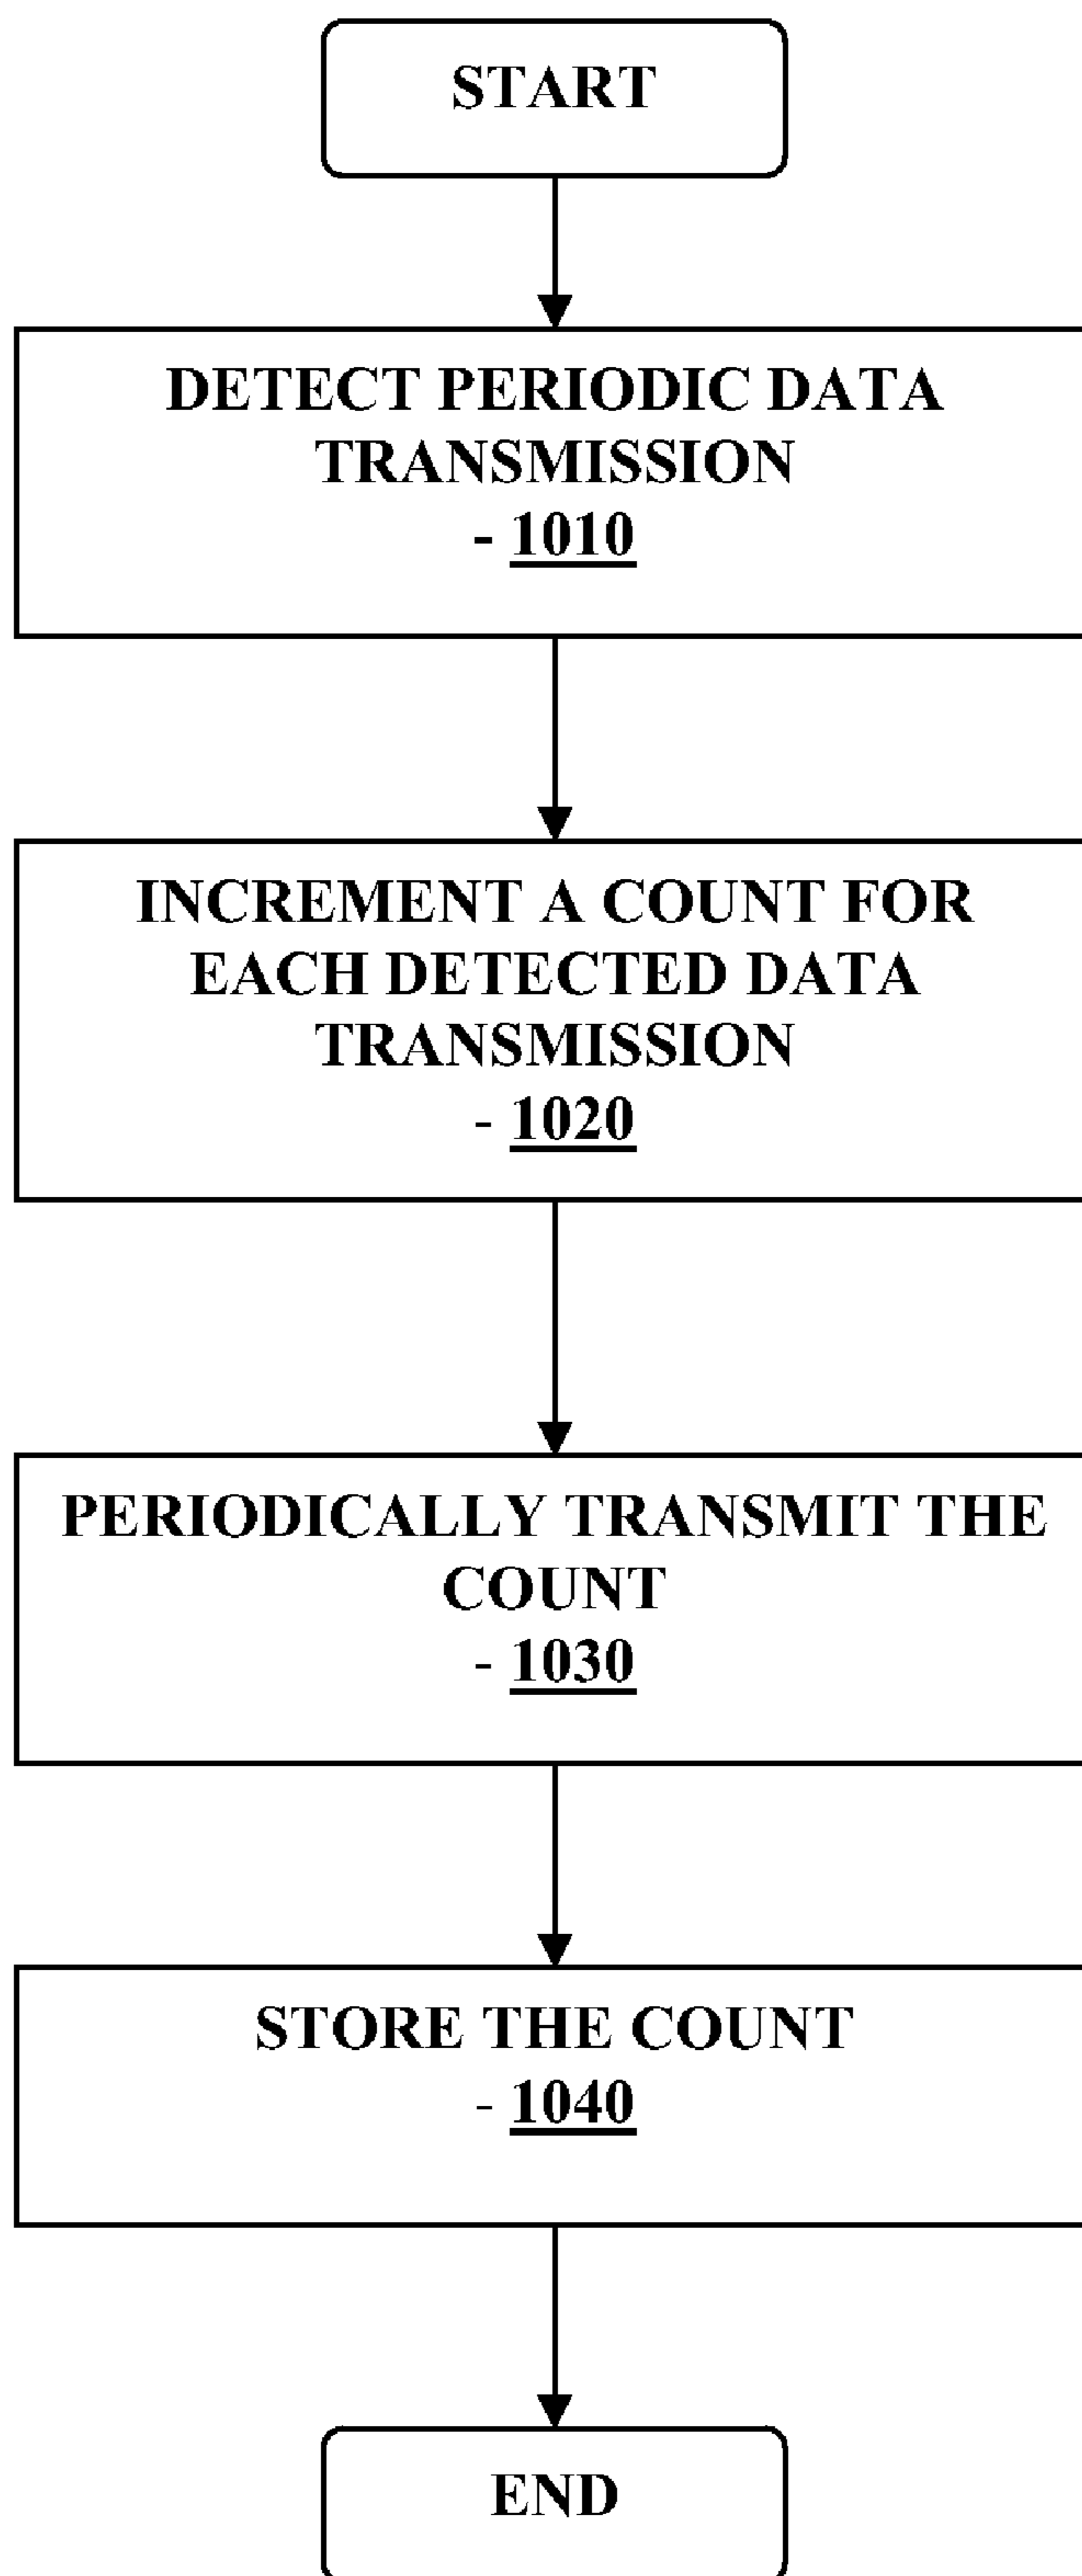 START
DETECT PERIODIC DATA
TRANSMISSION
- 1010
INCREMENT A COUNT FOR
EACH DETECTED DATA
TRANSMISSION
- 1020
PERIODICALLY TRANSMIT THE
COUNT
- 1030
STORE THE COUNT
- 1040
END